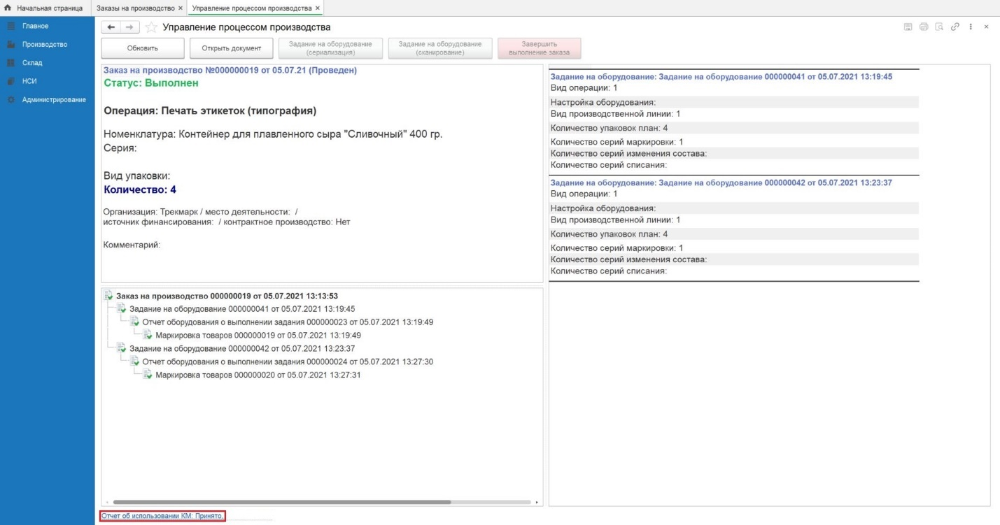 Начальная страница
Заказы на производство ×
Управление процессом производства ×
Главное
Производство
Склад
НСИ
Администрирование
Управление процессом производства
Обновить
Открыть документ
Задание на оборудование
(сериализация)
Задание на оборудование
(сканирование)
Завершить
выполнение заказа
Заказ на производство №000000019 от 05.07.21 (Проведен)
Статус: Выполнен
Операция: Печать этикеток (типография)
Номенклатура: Контейнер для плавленного сыра "Сливочный" 400 гр.
Серия:
Вид упаковки:
Количество: 4
Организация: Трекмарк / место деятельности: /
источник финансирования: / контрактное производство: Нет
Комментарий:
Задание на оборудование: Задание на оборудование 000000041 от 05.07.2021 13:19:45
Вид операции: 1
Настройка оборудования:
Вид производственной линии: 1
Количество упаковок план: 4
Количество серий маркировки: 1
Количество серий изменения состава:
Количество серий списания:
Задание на оборудование: Задание на оборудование 000000042 от 05.07.2021 13:23:37
Вид операции: 1
Настройка оборудования:
Вид производственной линии: 1
Количество упаковок план: 4
Количество серий маркировки: 1
Количество серий изменения состава:
Количество серий списания:
Заказ на производство 000000019 от 05.07.2021 13:13:53
Задание на оборудование 000000041 от 05.07.2021 13:19:45
Отчет оборудования о выполнении задания 000000023 от 05.07.2021 13:19:49
Маркировка товаров 000000019 от 05.07.2021 13:19:49
Задание на оборудование 000000042 от 05.07.2021 13:23:37
Отчет оборудования о выполнении задания 000000024 от 05.07.2021 13:27:30
Маркировка товаров 000000020 от 05.07.2021 13:27:31
Отчет об использовании КМ: Принято.